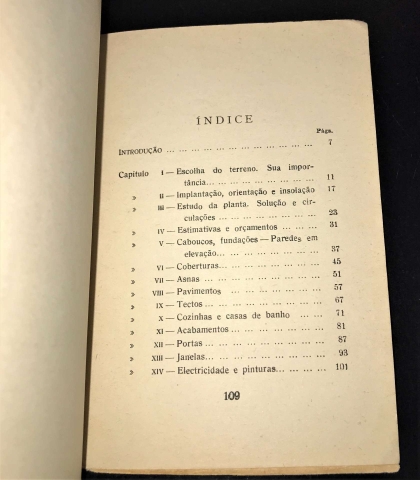 ÍNDICE
Págs.
INTRODUÇÃO ... ... ... ... ... ... ... ... ... ... ... ... 7
Capítulo I — Escolha do terreno. Sua impor-
tância... ... ... ... ... ... ... ... ... 11
» II — Implantação, orientação e insolação 17
» III — Estudo da planta. Solução e cir-
culações ... ... ... ... ... ... ... 23
» IV — Estimativas e orçamentos ... ... ... 31
» V — Caboucos, fundações — Paredes em
elevação... ... ... ... ... ... ... ... 37
» VI — Coberturas... ... ... ... ... ... ... ... 45
» VII — Asnas ... ... ... ... ... ... ... ... ... 51
» VIII — Pavimentos ... ... ... ... ... ... ... 57
» IX — Tectos ... ... ... ... ... ... ... ... ... 67
» X — Cozinhas e casas de banho ... ... 71
» XI — Acabamentos ... ... ... ... ... ... ... 81
» XII — Portas ... ... ... ... ... ... ... ... ... 87
» XIII — Janelas... ... ... ... ... ... ... ... ... 93
» XIV — Electricidade e pinturas... ... ... ... 101
109